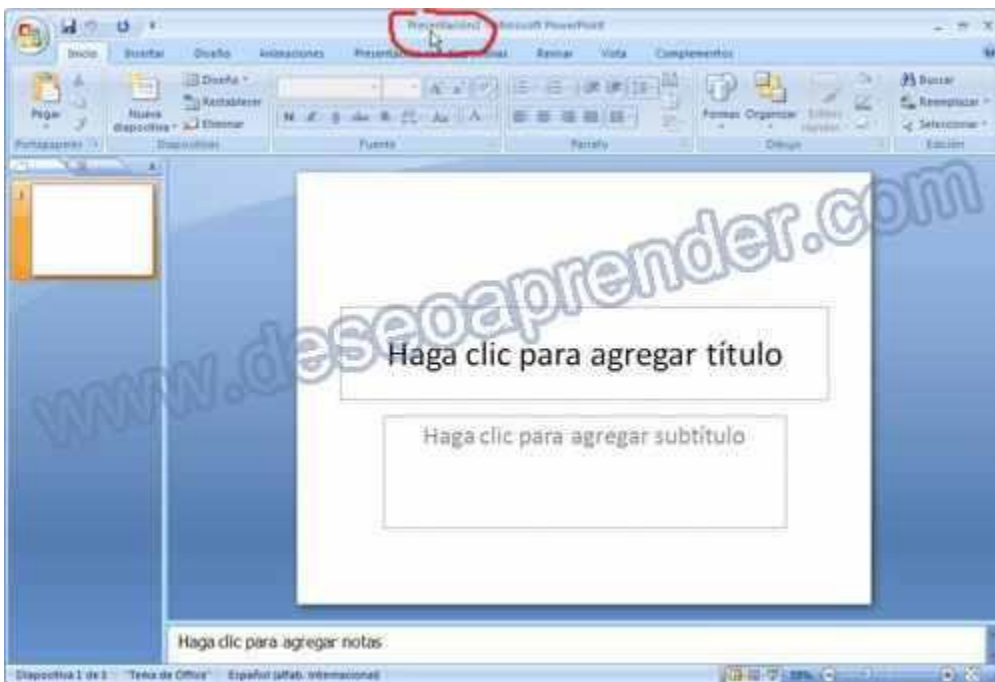 Microsoft PowerPoint
Inicio Insertar Diseño Animaciones Revisar Vista Complementos
Pegar
Nueva diapositiva
Diseño
Restablecer
Eliminar
Formas Organizar
Buscar
Reemplazar
Seleccionar
Portapapeles Diapositivas Fuente Párrafo Dibujo Edición
1
www.deseoaprender.com
Haga clic para agregar título
Haga clic para agregar subtítulo
Haga clic para agregar notas
Diapositiva 1 de 1 "Tema de Office" Español (alfab. internacional)